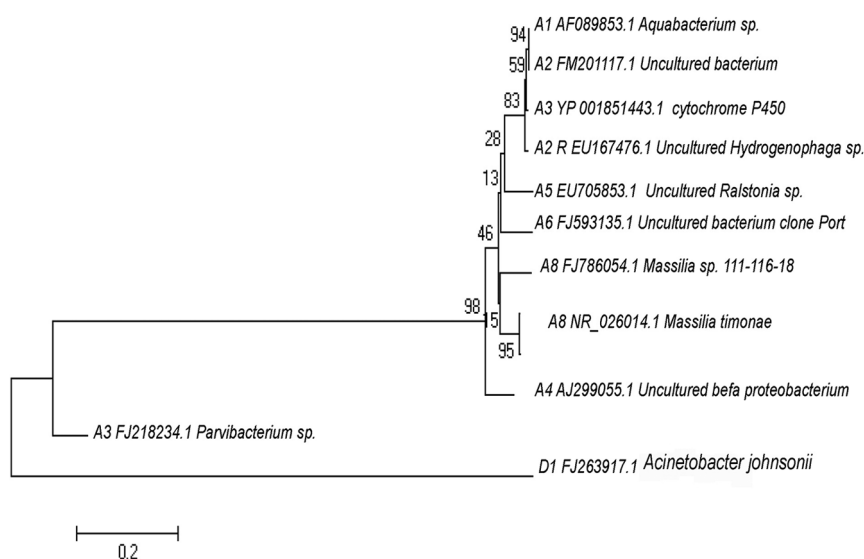 A1 AF089853.1 Aquabacterium sp.
94
A2 FM201117.1 Uncultured bacterium
59
A3 YP 001851443.1 cytochrome P450
83
A2 R EU167476.1 Uncultured Hydrogenophaga sp.
28
13
A5 EU705853.1 Uncultured Ralstonia sp.
A6 FJ593135.1 Uncultured bacterium clone Port
46
A8 FJ786054.1 Massilia sp. 111-116-18
98
15
A8 NR_026014.1 Massilia timonae
95
A4 AJ299055.1 Uncultured befa proteobacterium
A3 FJ218234.1 Parvibacterium sp.
D1 FJ263917.1 Acinetobacter johnsonii
0.2